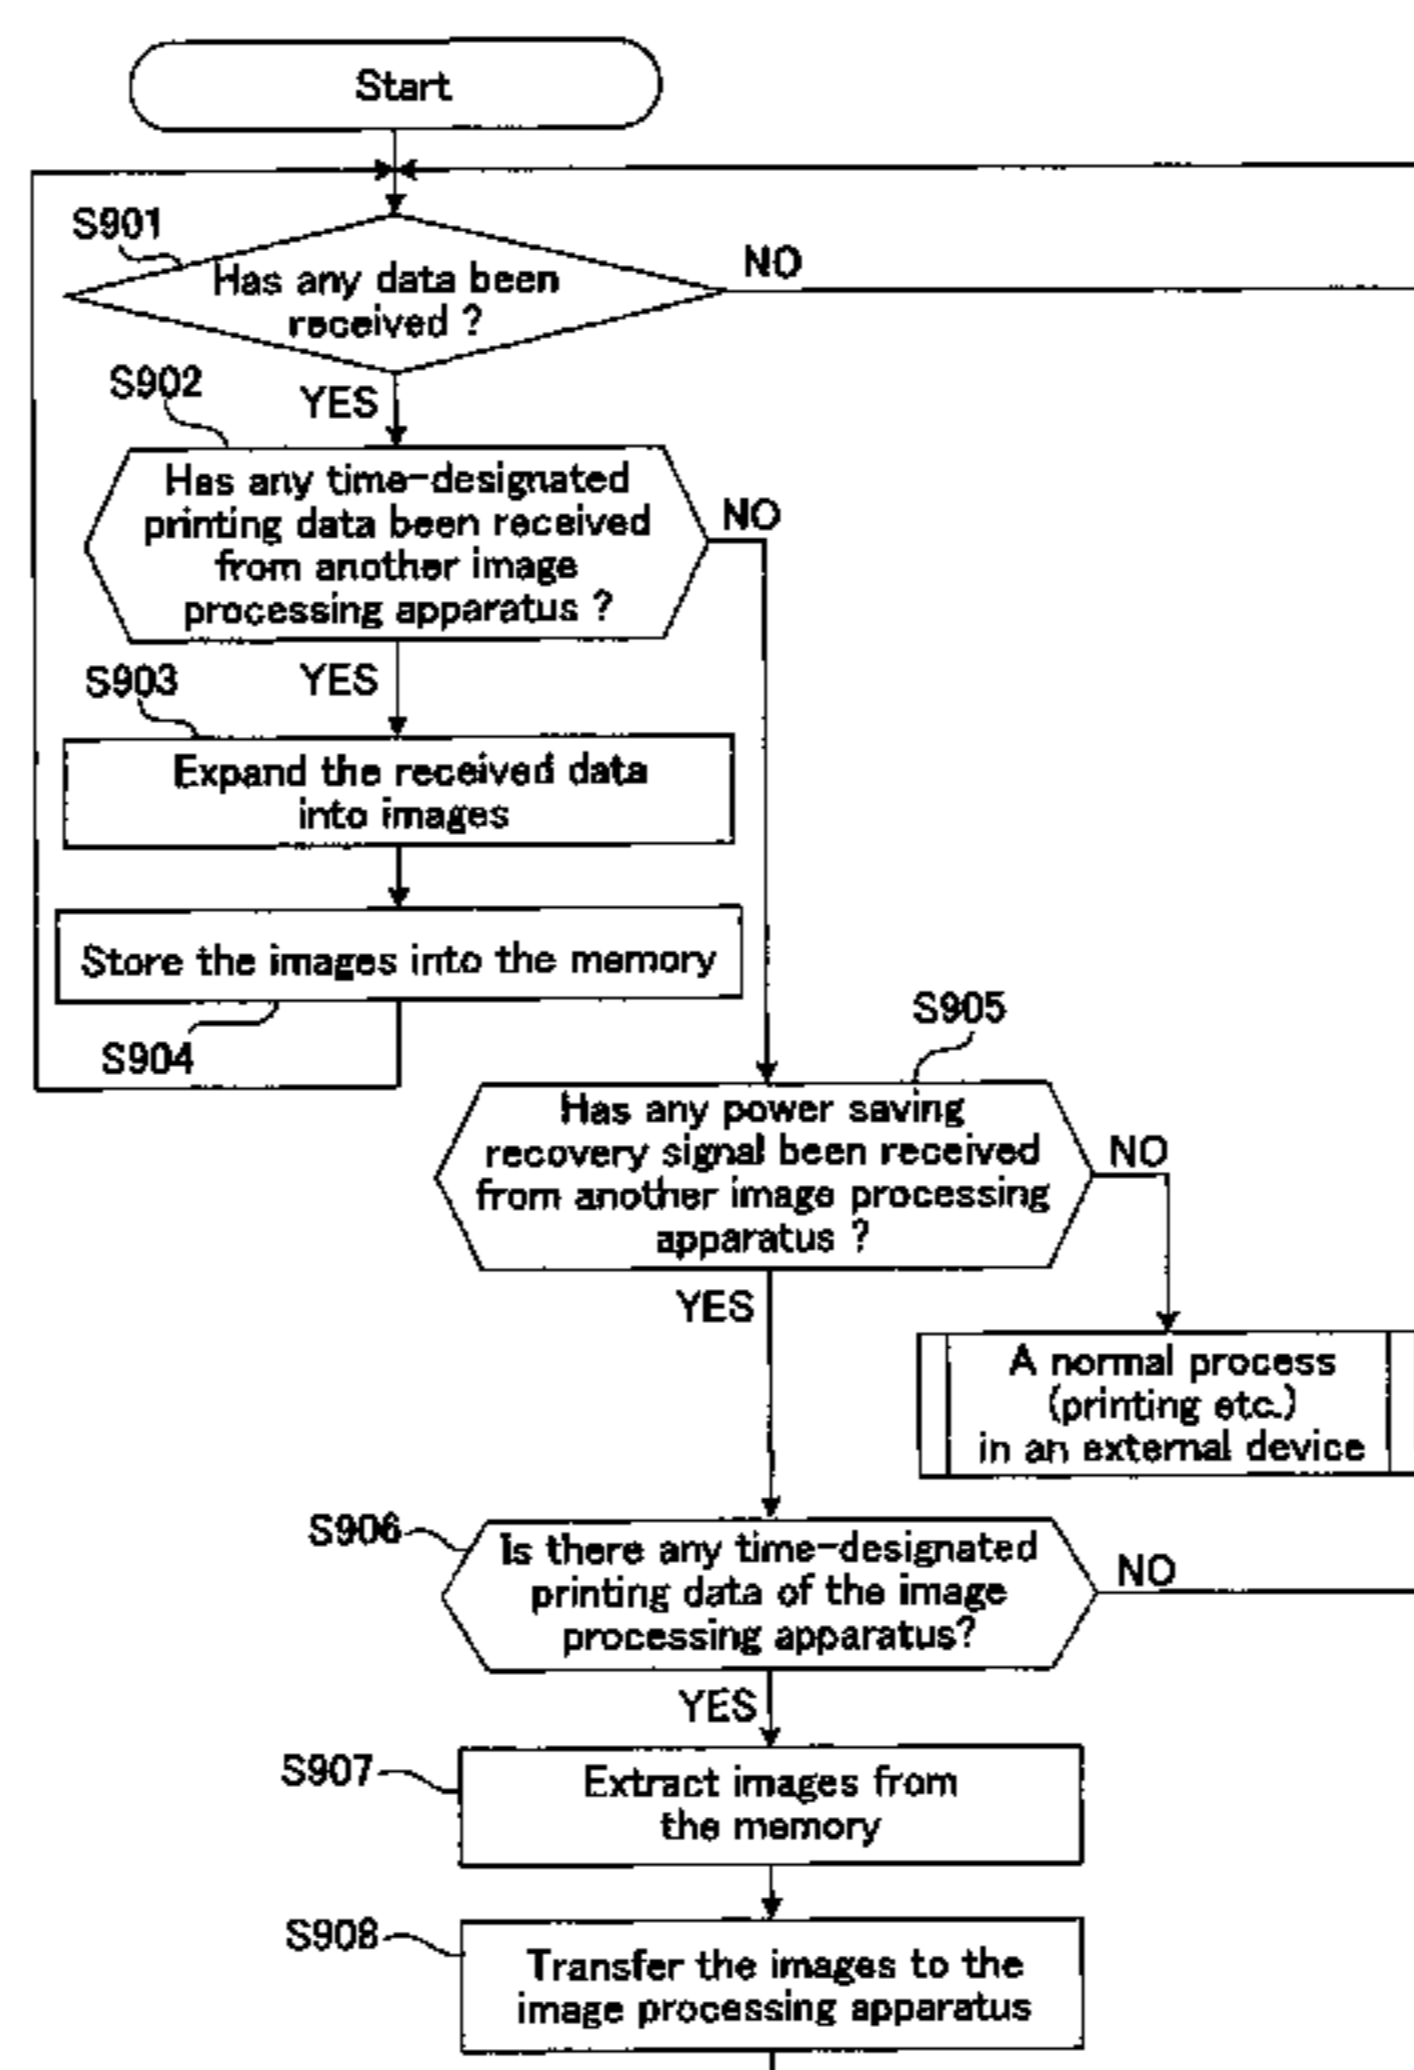 Start
S901
Has any data been
received ?
NO
YES
S902
Has any time-designated
printing data been received
from another image
processing apparatus ?
NO
YES
S903
Expand the received data
into images
Store the images into the memory
S904
S905
Has any power saving
recovery signal been received
from another image processing
apparatus ?
NO
YES
A normal process
(printing etc.)
in an external device
S906
Is there any time-designated
printing data of the image
processing apparatus?
NO
YES
S907
Extract images from
the memory
S908
Transfer the images to the
image processing apparatus